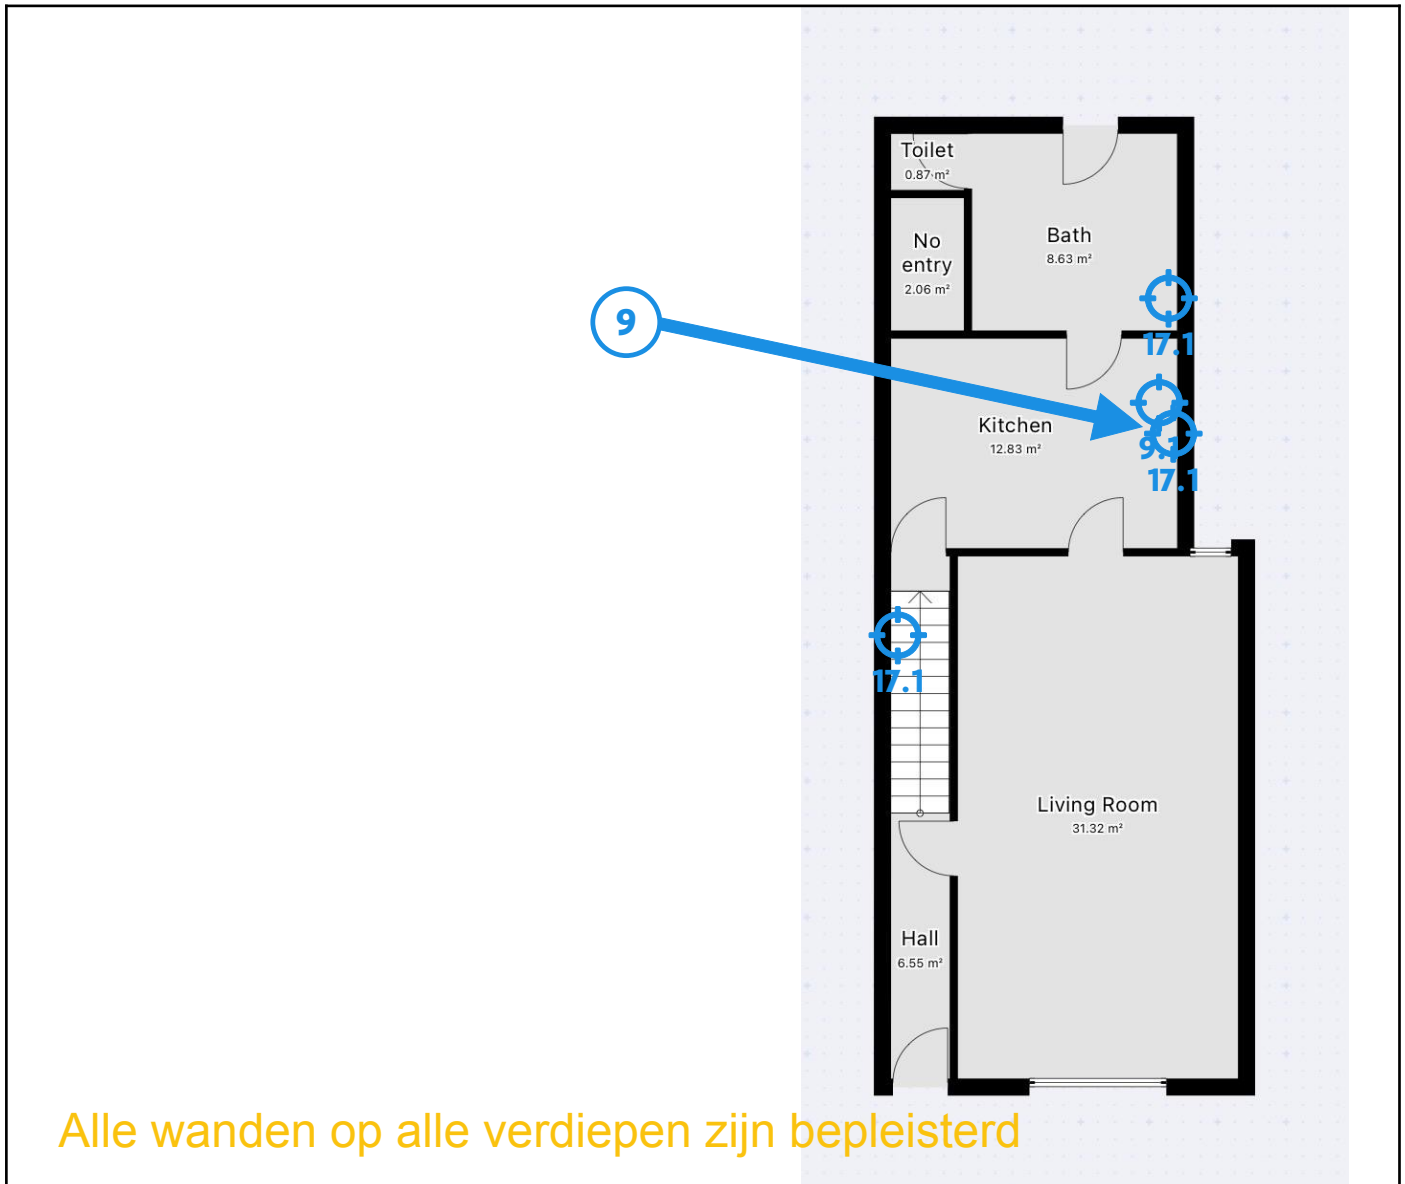 Toilet
0.87 m²
No
entry
2.06 m²
Bath
8.63 m²
17.1
9
Kitchen
12.83 m²
9.1
17.1
17.1
Living Room
31.32 m²
Hall
6.55 m²
Alle wanden op alle verdiepen zijn bepleisterd